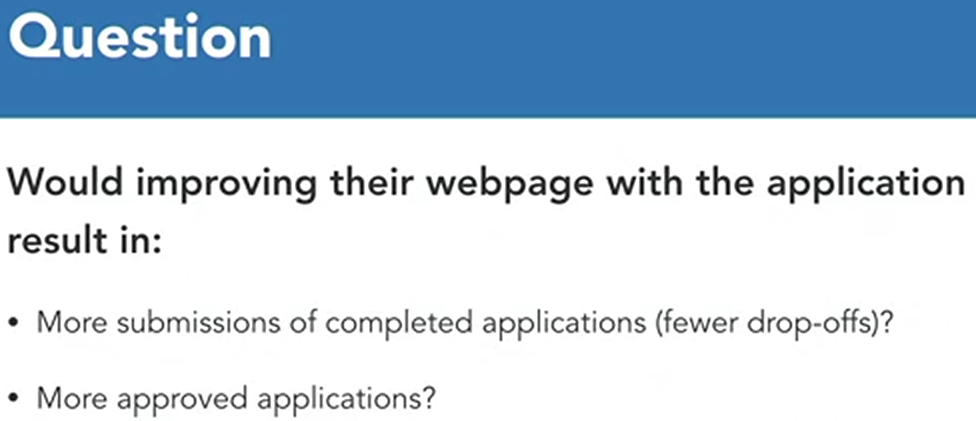 Question
Would improving their webpage with the application
result in:
• More submissions of completed applications (fewer drop-offs)?
• More approved applications?